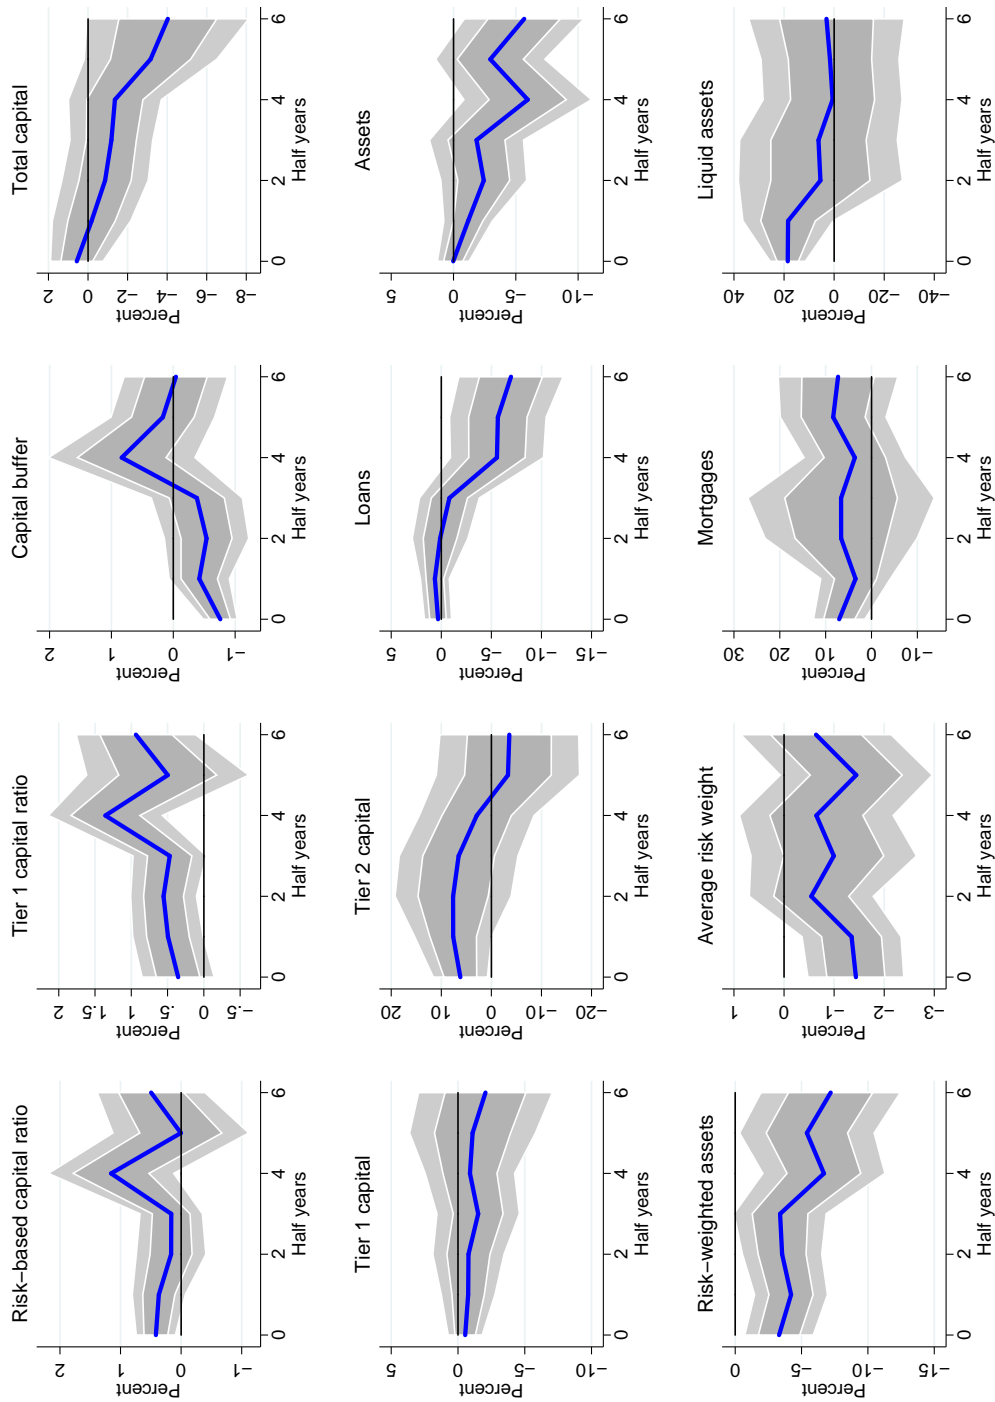 Risk−based capital ratio
Percent
2
1
0
−1
0 2 4 6
Half years
Tier 1 capital ratio
Percent
2
1.5
1
.5
0
−.5
0 2 4 6
Half years
Capital buffer
Percent
2
1
0
−1
0 2 4 6
Half years
Total capital
Percent
2
0
−2
−4
−6
−8
0 2 4 6
Half years
Tier 1 capital
Percent
5
0
−5
−10
0 2 4 6
Half years
Tier 2 capital
Percent
20
10
0
−10
−20
0 2 4 6
Half years
Loans
Percent
5
0
−5
−10
−15
0 2 4 6
Half years
Assets
Percent
5
0
−5
−10
0 2 4 6
Half years
Risk−weighted assets
Percent
0
−5
−10
−15
0 2 4 6
Half years
Average risk weight
Percent
1
0
−1
−2
−3
0 2 4 6
Half years
Mortgages
Percent
30
20
10
0
−10
0 2 4 6
Half years
Liquid assets
Percent
40
20
0
−20
−40
0 2 4 6
Half years